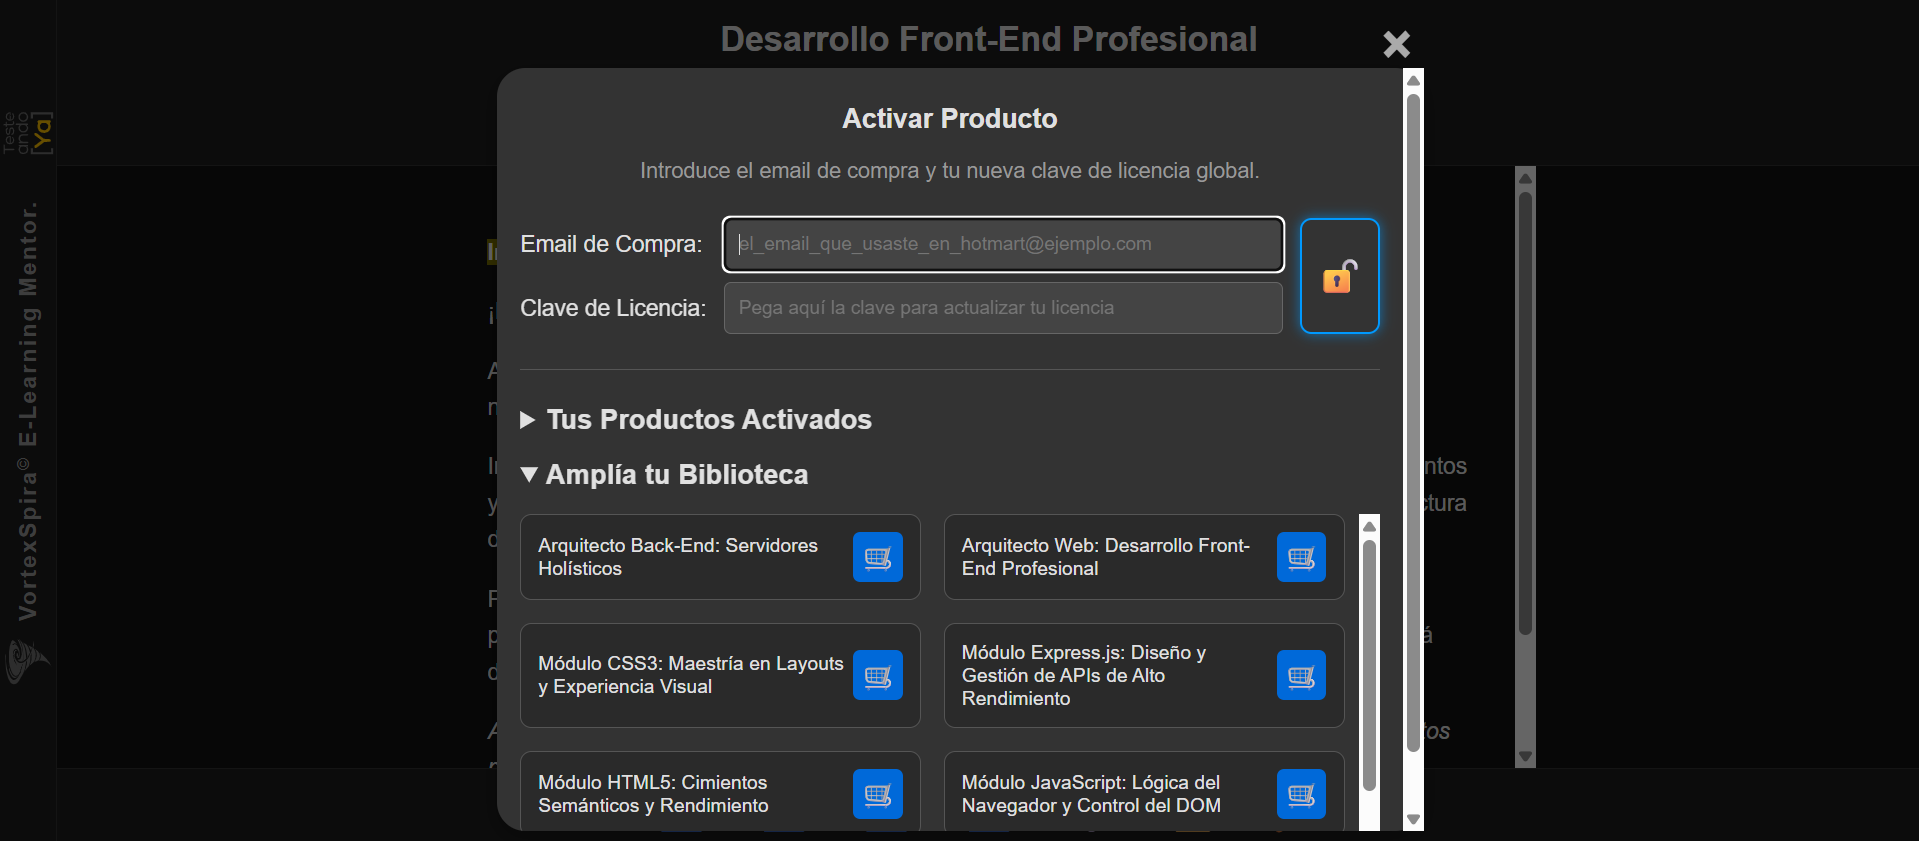 Desarrollo Front-End Profesional
Teste
ando
[Ya]
VortexSpira© E-Learning Mentor.
Activar Producto
Introduce el email de compra y tu nueva clave de licencia global.
Email de Compra:
el_email_que_usaste_en_hotmart@ejemplo.com
Clave de Licencia:
Pega aquí la clave para actualizar tu licencia
Tus Productos Activados
Amplía tu Biblioteca
Arquitecto Back-End: Servidores
Holísticos
Arquitecto Web: Desarrollo Front-
End Profesional
Módulo CSS3: Maestría en Layouts
y Experiencia Visual
Módulo Express.js: Diseño y
Gestión de APIs de Alto
Rendimiento
Módulo HTML5: Cimientos
Semánticos y Rendimiento
Módulo JavaScript: Lógica del
Navegador y Control del DOM